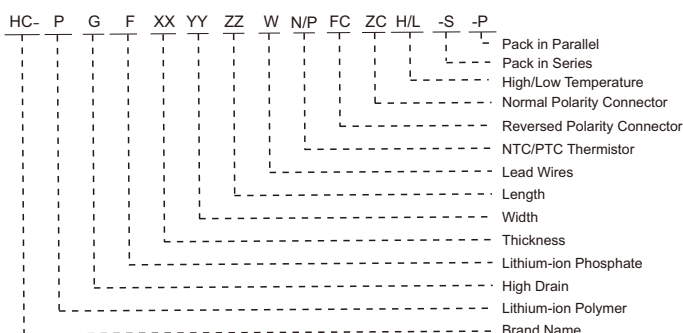 HC- P G F XX YY ZZ W N/P FC ZC H/L -S -P
Pack in Parallel
Pack in Series
High/Low Temperature
Normal Polarity Connector
Reversed Polarity Connector
NTC/PTC Thermistor
Lead Wires
Length
Width
Thickness
Lithium-ion Phosphate
High Drain
Lithium-ion Polymer
Brand Name